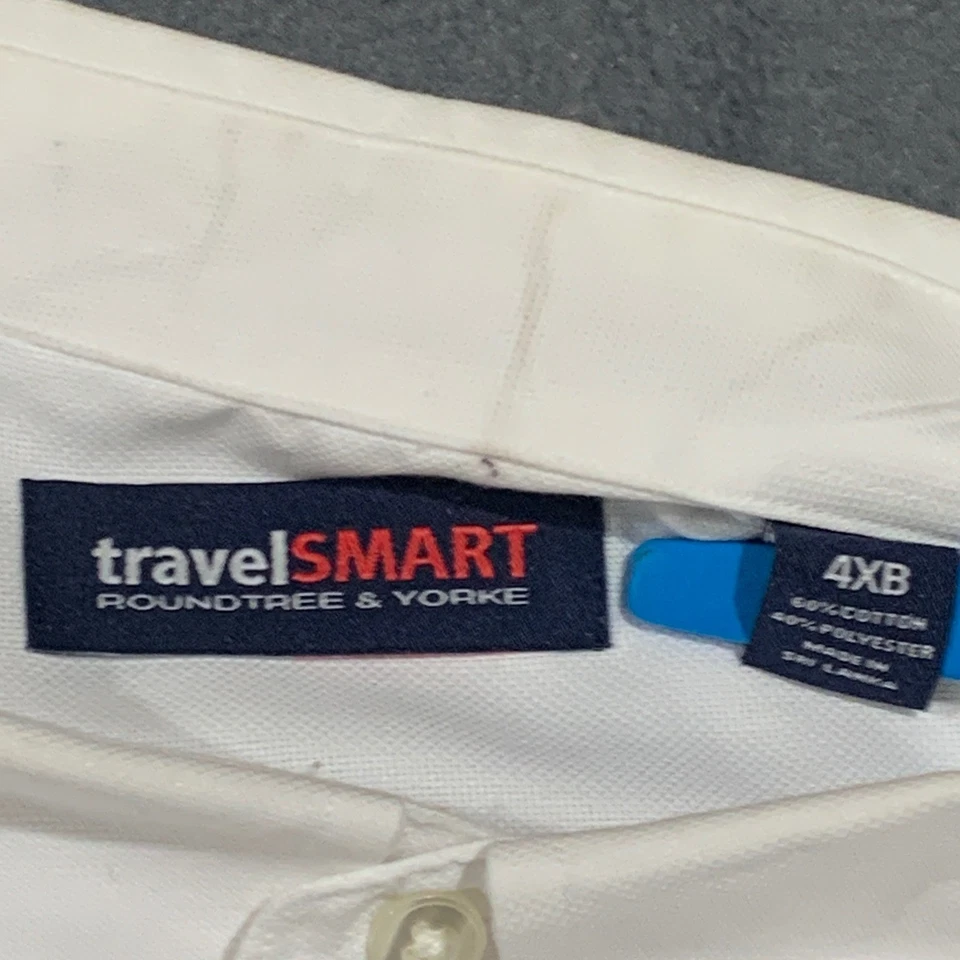 travelSMART
ROUNDTREE & YORKE
4XB
60% COTTON
40% POLYESTER
MADE IN
SRI LANKA